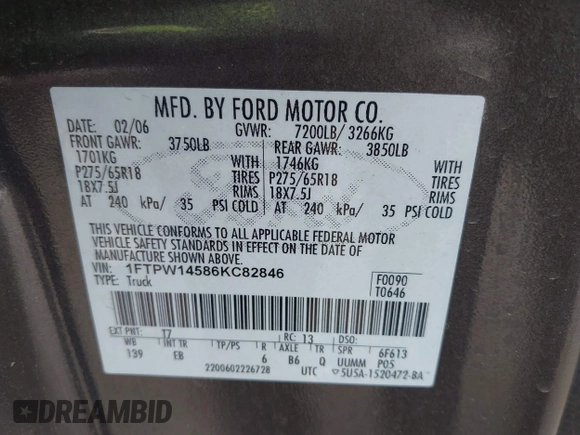 MFD. BY FORD MOTOR CO.
DATE: 02/06 GVWR: 7200LB/ 3266KG
FRONT GAWR: 3750LB REAR GAWR: 3850LB
1701KG WITH 1746KG WITH
P275/65R18 TIRES P275/65R18 TIRES
18X7.5J RIMS 18X7.5J RIMS
AT 240 kPa/ 35 PSI COLD AT 240 kPa/ 35 PSI COLD
THIS VEHICLE CONFORMS TO ALL APPLICABLE FEDERAL MOTOR
VEHICLE SAFETY STANDARDS IN EFFECT ON THE DATE OF
MANUFACTURE SHOWN ABOVE.
VIN: 1FTPW14586KC82846 F0090
TYPE: Truck T0646
EXT PNT: T7 RC: 13 DSO:
WB INT TR TP/PS R AXLE TR SPR 6F613
139 EB 6 B6 Q UUMM POS
2200602226728 UTC ▽5U5A-1520472-BA
DREAMBID